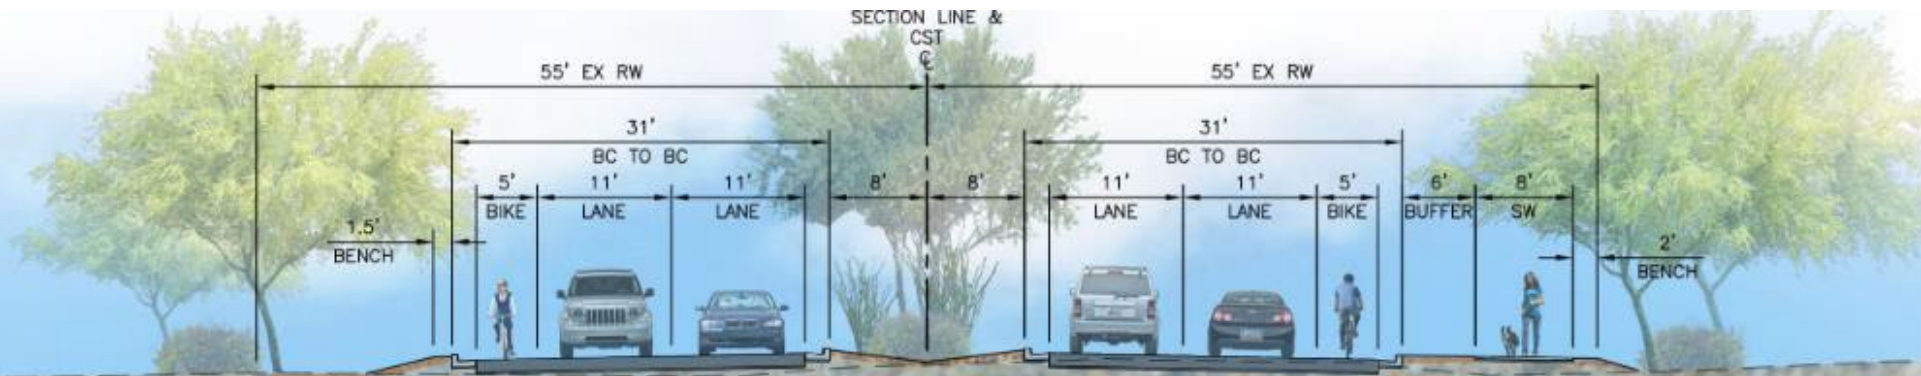 SECTION LINE &
CST
℄
55' EX RW
55' EX RW
31'
BC TO BC
31'
BC TO BC
5'
BIKE
11'
LANE
11'
LANE
8'
8'
11'
LANE
11'
LANE
5'
BIKE
6'
BUFFER
8'
SW
1.5'
BENCH
2'
BENCH